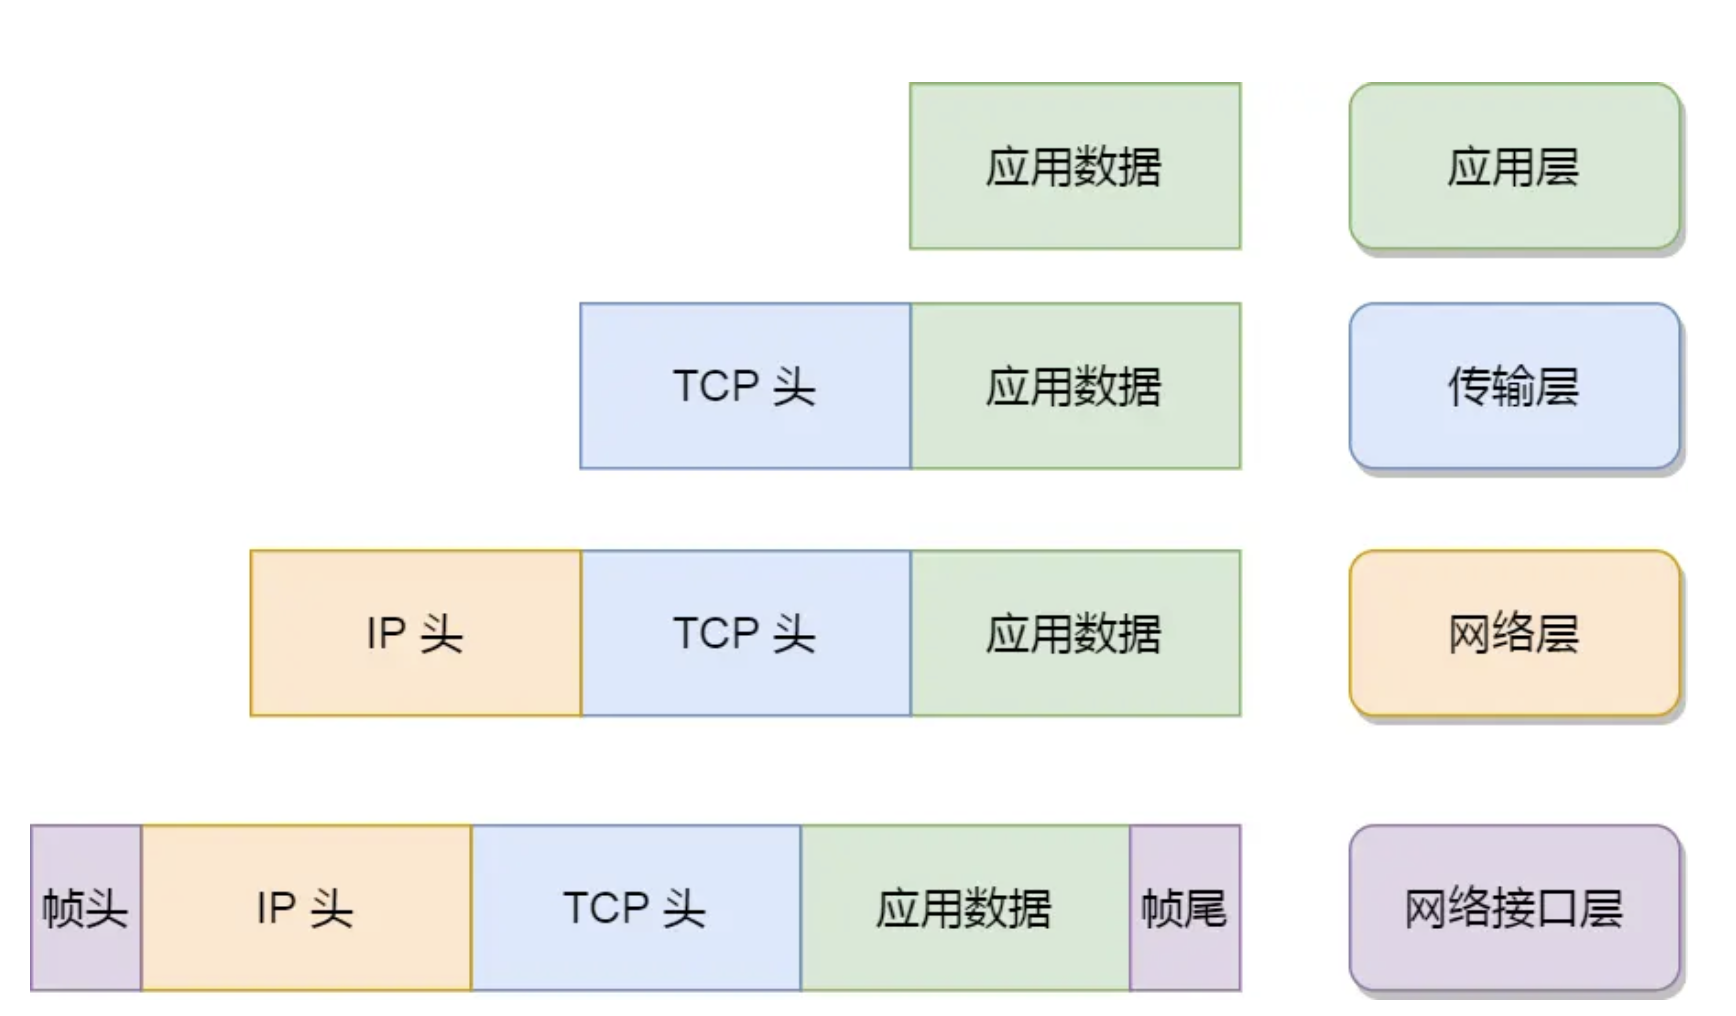 应用数据 应用层
TCP 头 应用数据 传输层
IP 头 TCP 头 应用数据 网络层
帧头 IP 头 TCP 头 应用数据 帧尾 网络接口层